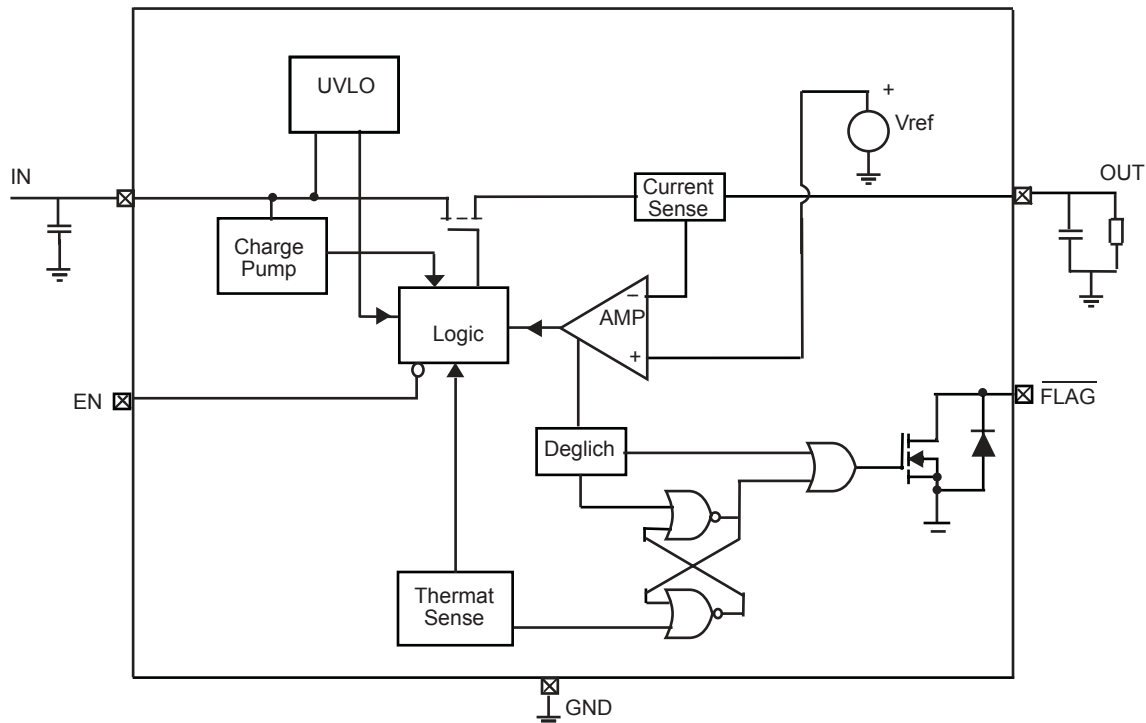 UVLO
+
Vref
IN
OUT
Current
Sense
Charge
Pump
−
AMP
+
Logic
EN
FLAG
Deglich
Thermat
Sense
GND